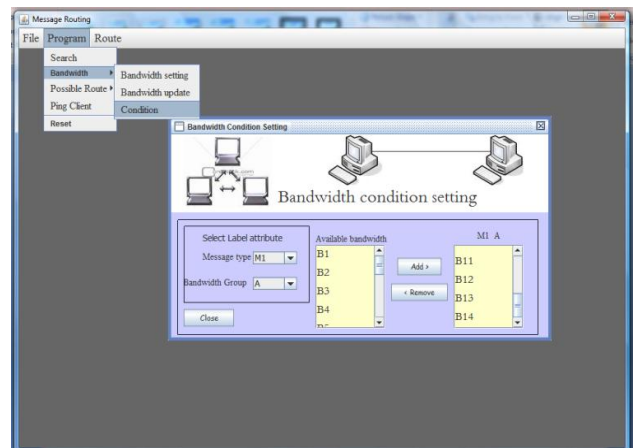 Message Routing
File Program Route
Search
Bandwidth
Possible Route
Ping Client
Reset
Bandwidth setting
Bandwidth update
Condition
Bandwidth Condition Setting
Bandwidth condition setting
Select Label attribute
Message type M1
Bandwidth Group A
Close
Available bandwidth
B1
B2
B3
B4
Add >
< Remove
M1 A
B11
B12
B13
B14